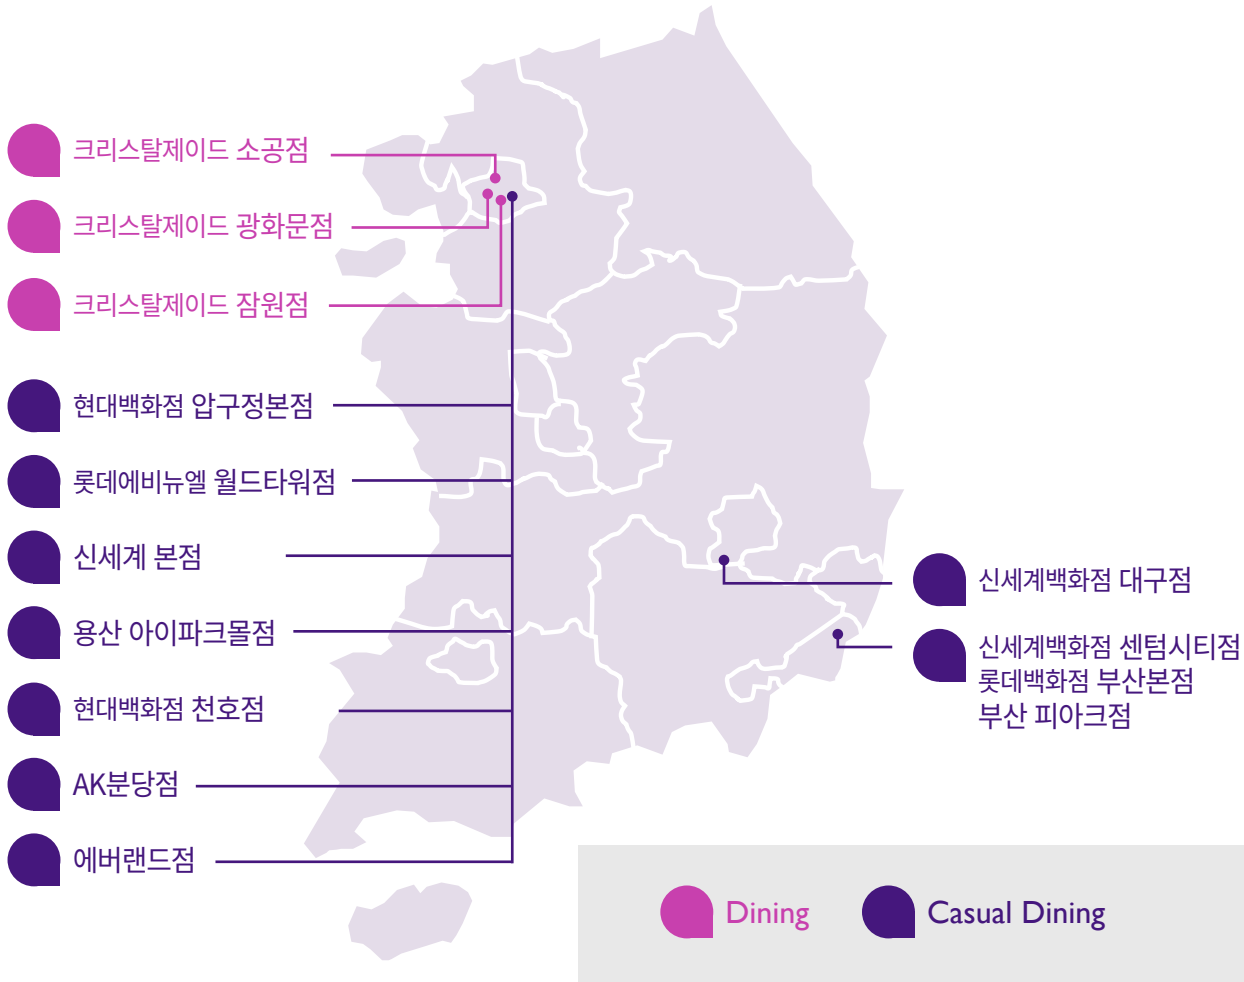 크리스탈제이드 소공점
크리스탈제이드 광화문점
크리스탈제이드 잠원점
현대백화점 압구정본점
롯데에비뉴엘 월드타워점
신세계 본점
용산 아이파크몰점
현대백화점 천호점
AK분당점
에버랜드점
신세계백화점 대구점
신세계백화점 센텀시티점
롯데백화점 부산본점
부산 피아크점
Dining
Casual Dining